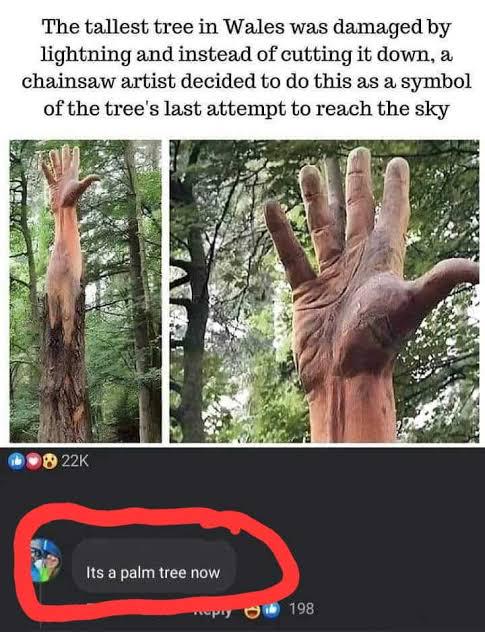 The tallest tree in Wales was damaged by
lightning and instead of cutting it down, a
chainsaw artist decided to do this as a symbol
of the tree's last attempt to reach the sky
22K
Its a palm tree now
Reply 198